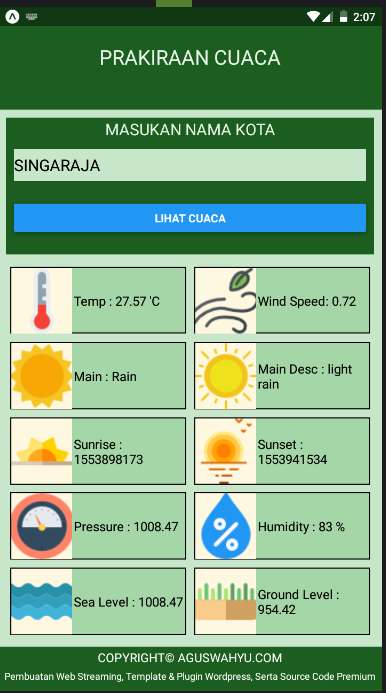 2:07
PRAKIRAAN CUACA
MASUKAN NAMA KOTA
SINGARAJA
LIHAT CUACA
Temp : 27.57 'C
Wind Speed: 0.72
Main : Rain
Main Desc : light
rain
Sunrise :
1553898173
Sunset :
1553941534
Pressure : 1008.47
%
Humidity : 83 %
Sea Level : 1008.47
Ground Level :
954.42
COPYRIGHT© AGUSWAHYU.COM
Pembuatan Web Streaming, Template & Plugin Wordpress, Serta Source Code Premium